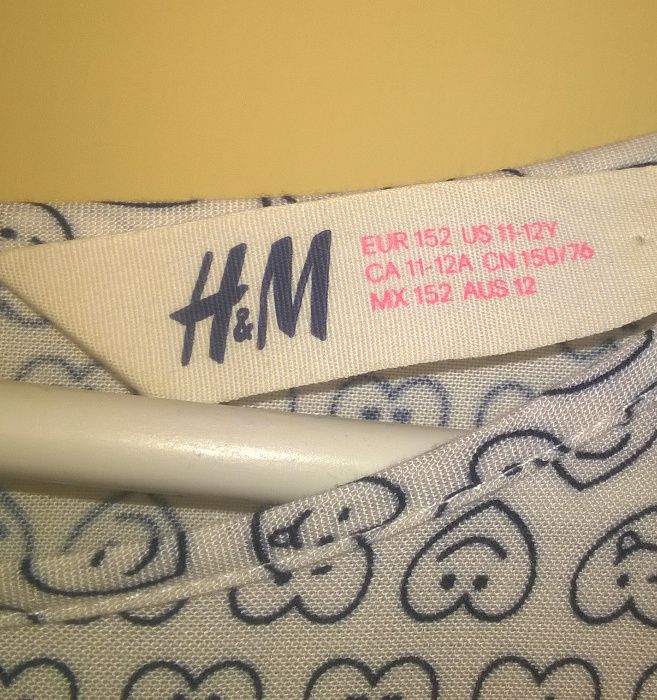 H&M
EUR 152 US 11-12Y
CA 11-12A CN 150/76
MX 152 AUS 12